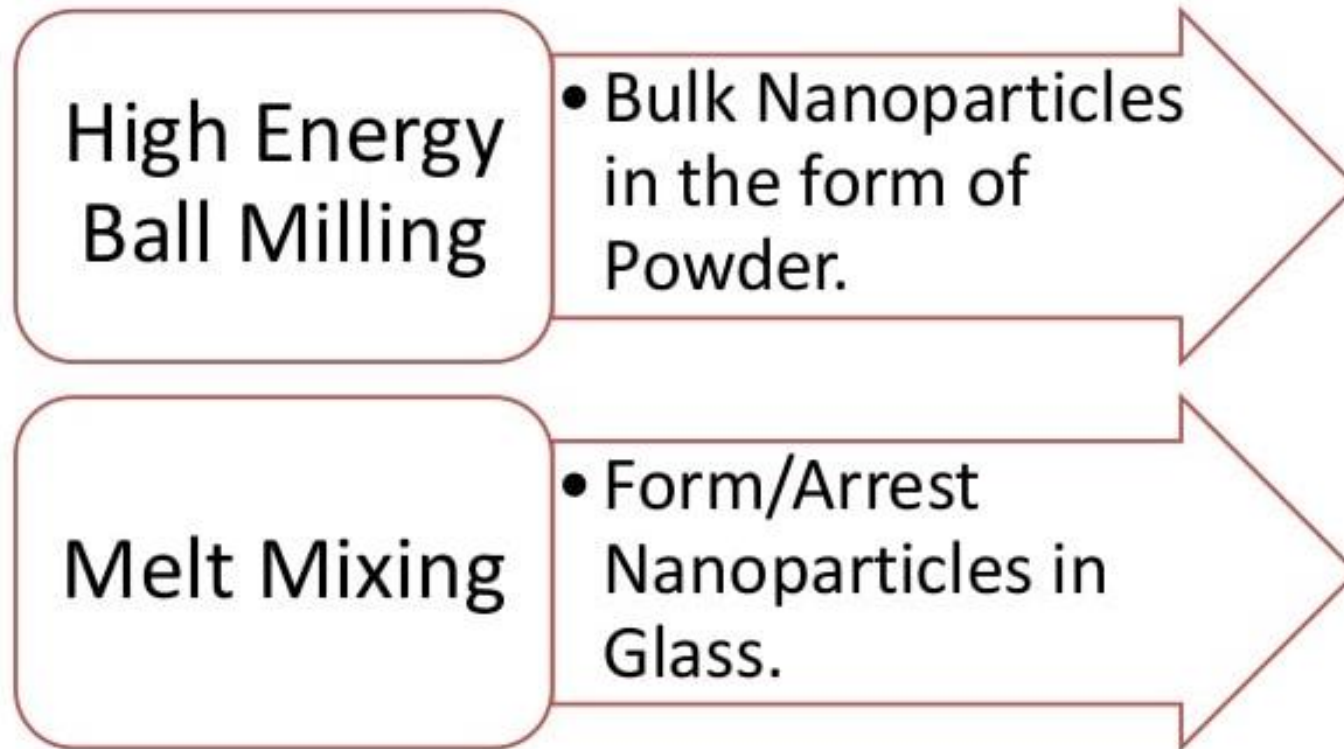 High Energy
Ball Milling
• Bulk Nanoparticles
in the form of
Powder.
Melt Mixing
• Form/Arrest
Nanoparticles in
Glass.